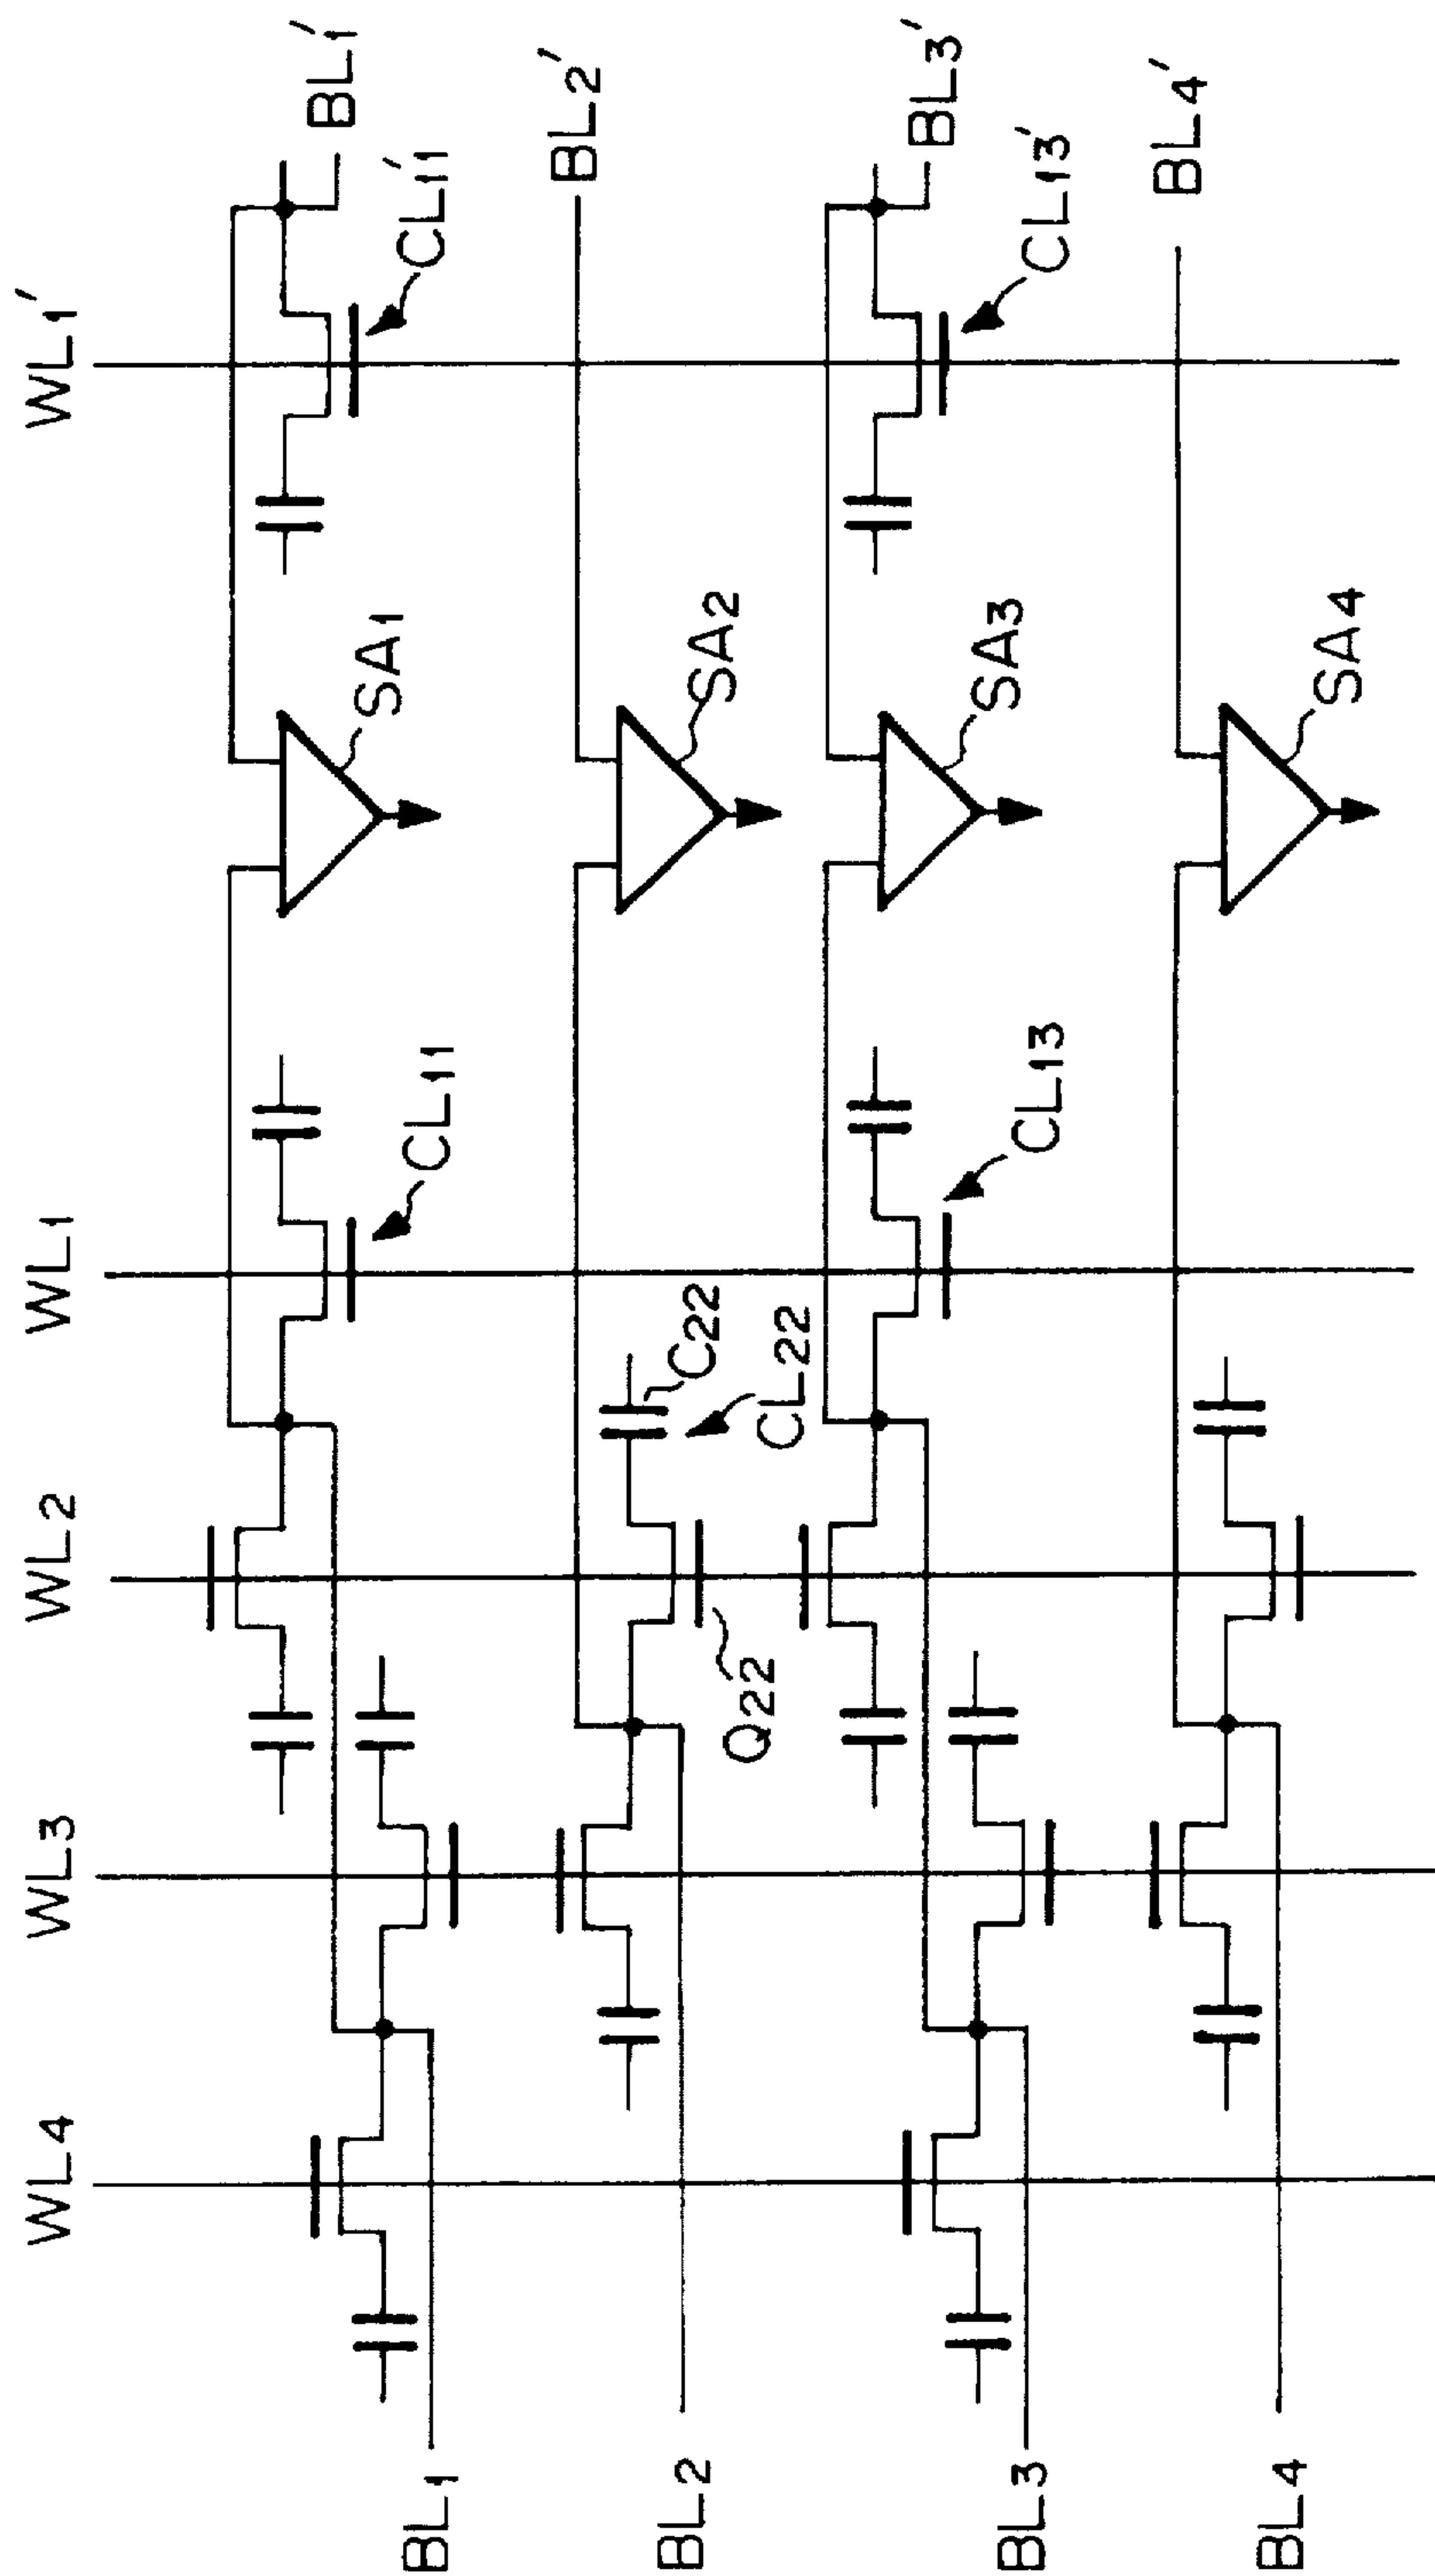 WL4
WL3
WL2
WL1
WL1'
BL1
BL1'
CL11
CL11'
SA1
BL2
BL2'
C22
CL22
Q22
SA2
BL3
BL3'
CL13
CL13'
SA3
BL4
BL4'
SA4